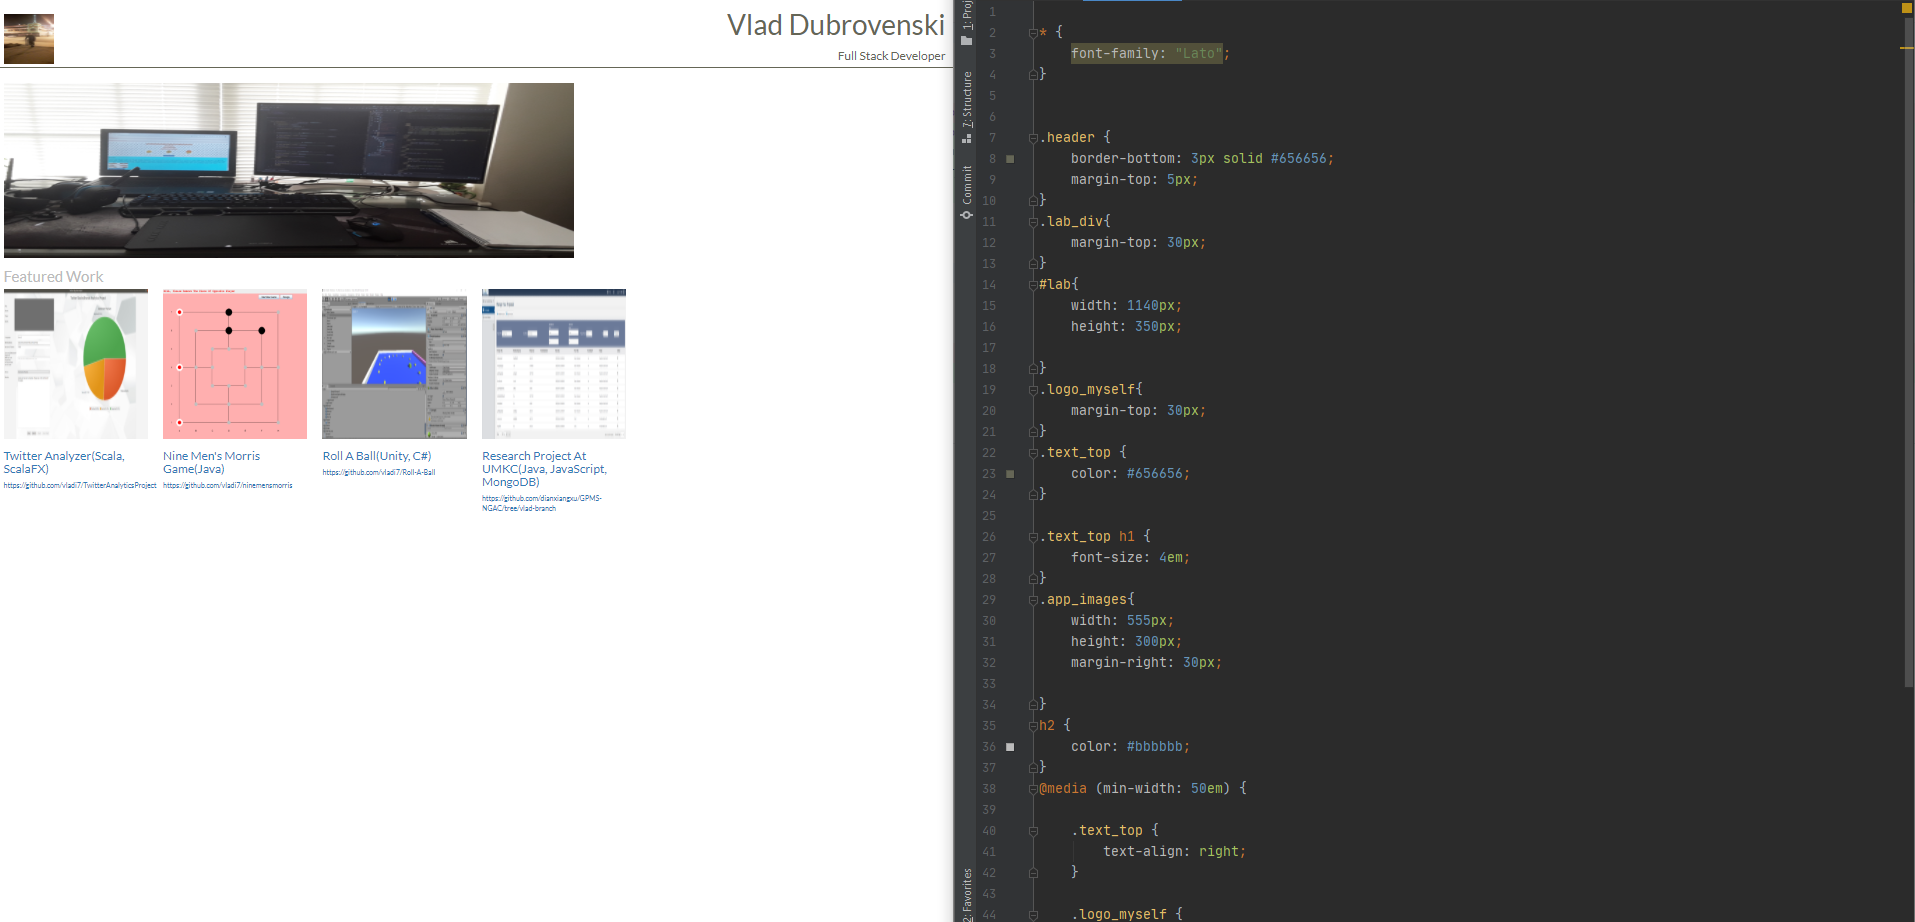 Vlad Dubrovenski
Full Stack Developer
Featured Work
Twitter Analyzer(Scala,
ScalaFX)
https://github.com/vladi7/TwitterAnalyticsProject
Nine Men's Morris
Game(Java)
https://github.com/vladi7/ninemensmorris
Roll A Ball(Unity, C#)
https://github.com/vladi7/Roll-A-Ball
Research Project At
UMKC(Java, JavaScript,
MongoDB)
https://github.com/dianxiangxu/GPMS-
NGAC/tree/vlad-branch
1: Proj
7: Structure
Commit
2: Favorites
1
2 * {
3 font-family: "Lato";
4 }
5
6
7 .header {
8 border-bottom: 3px solid #656656;
9 margin-top: 5px;
10 }
11 .lab_div{
12 margin-top: 30px;
13 }
14 #lab{
15 width: 1140px;
16 height: 350px;
17
18 }
19 .logo_myself{
20 margin-top: 30px;
21 }
22 .text_top {
23 color: #656656;
24 }
25
26 .text_top h1 {
27 font-size: 4em;
28 }
29 .app_images{
30 width: 555px;
31 height: 300px;
32 margin-right: 30px;
33
34 }
35 h2 {
36 color: #bbbbbb;
37 }
38 @media (min-width: 50em) {
39
40 .text_top {
41 text-align: right;
42 }
43
44 .logo_myself {